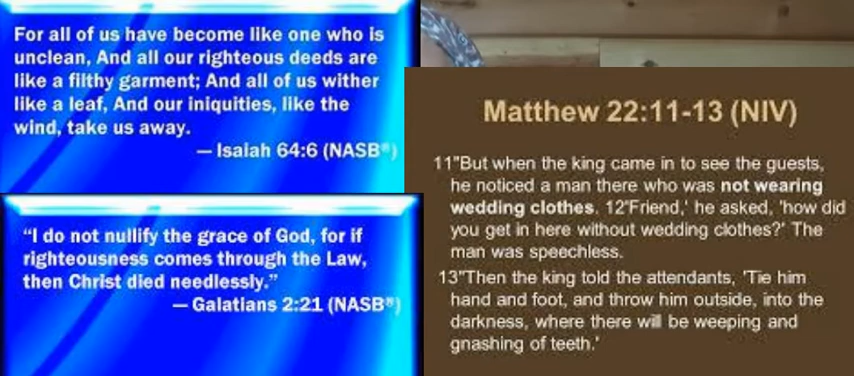 For all of us have become like one who is
unclean, And all our righteous deeds are
like a filthy garment; And all of us wither
like a leaf, And our iniquities, like the
wind, take us away.
— Isaiah 64:6 (NASB®)
“I do not nullify the grace of God, for if
righteousness comes through the Law,
then Christ died needlessly.”
— Galatians 2:21 (NASB®)
Matthew 22:11-13 (NIV)
11"But when the king came in to see the guests,
he noticed a man there who was not wearing
wedding clothes. 12'Friend,' he asked, 'how did
you get in here without wedding clothes?' The
man was speechless.
13"Then the king told the attendants, 'Tie him
hand and foot, and throw him outside, into the
darkness, where there will be weeping and
gnashing of teeth.'